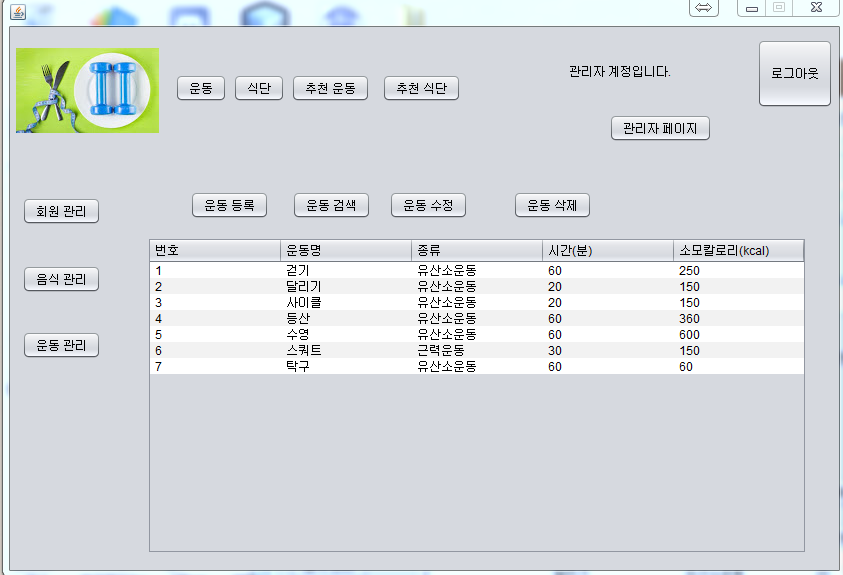 운동 식단 추천 운동 추천 식단 관리자 계정입니다. 로그아웃
관리자 페이지
회원 관리 운동 등록 운동 검색 운동 수정 운동 삭제
음식 관리
운동 관리
번호 운동명 종류 시간(분) 소모칼로리(kcal)
1 걷기 유산소운동 60 250
2 달리기 유산소운동 20 150
3 사이클 유산소운동 20 150
4 등산 유산소운동 60 360
5 수영 유산소운동 60 600
6 스쿼트 근력운동 30 150
7 탁구 유산소운동 60 60